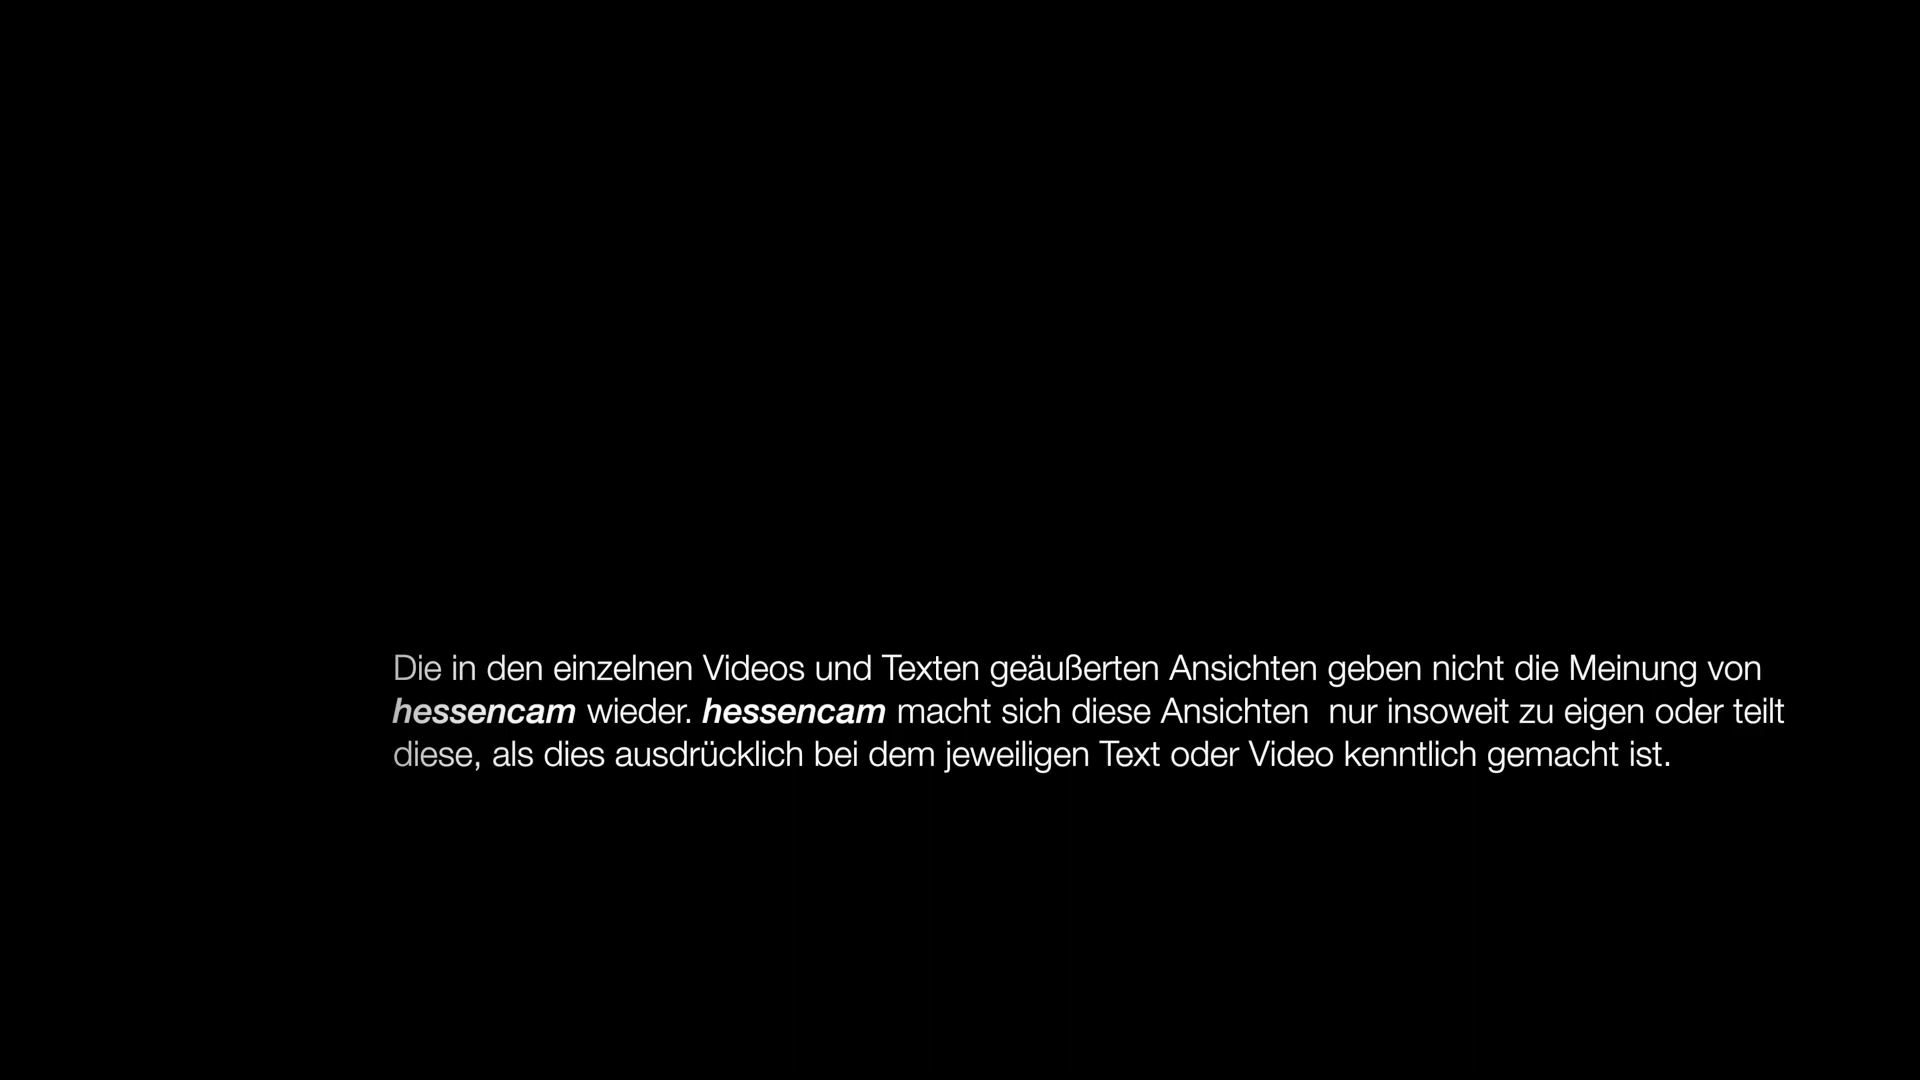 Die in den einzelnen Videos und Texten geäußerten Ansichten geben nicht die Meinung von
hessencam wieder. hessencam macht sich diese Ansichten  nur insoweit zu eigen oder teilt
diese, als dies ausdrücklich bei dem jeweiligen Text oder Video kenntlich gemacht ist.